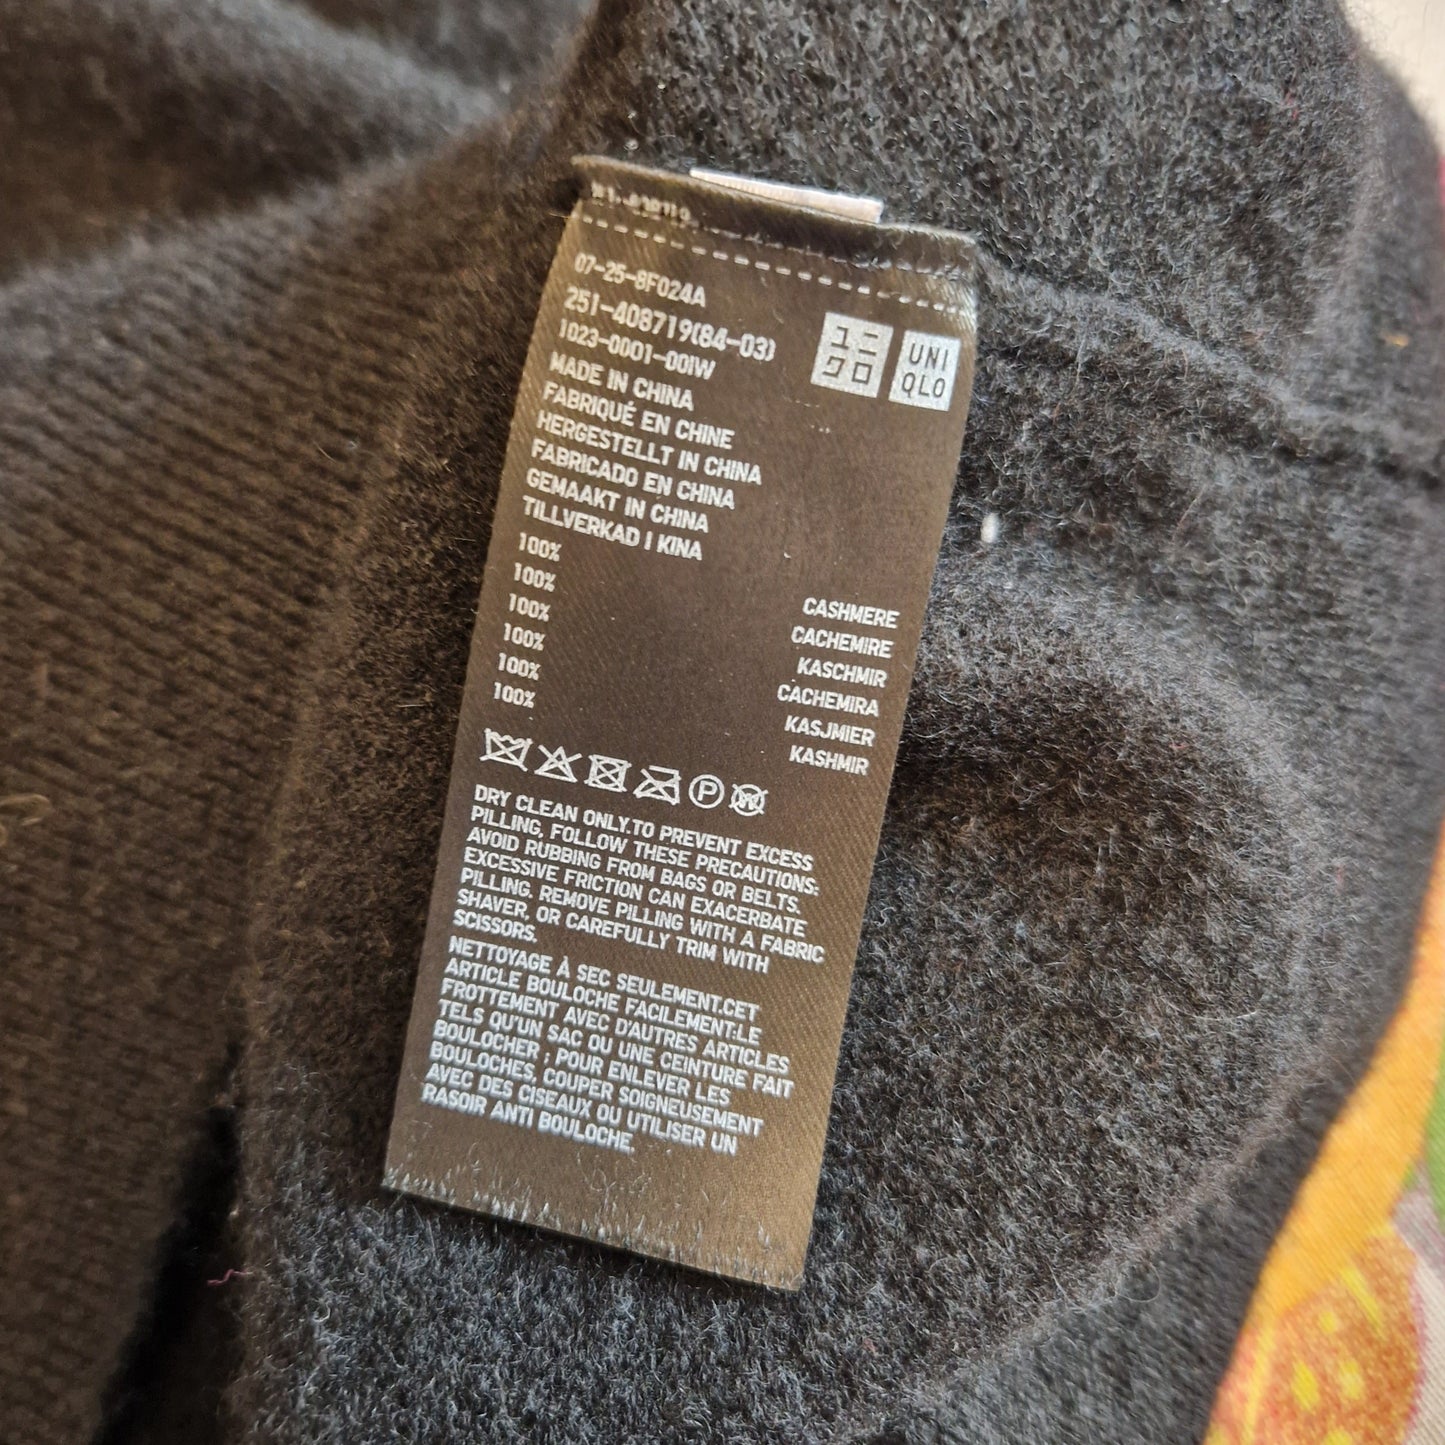 07-25-8F024A
251-408719(84-03)
1023-0001-00IW
ユニ
クロ
UNI
QLO
MADE IN CHINA
FABRIQUÉ EN CHINE
HERGESTELLT IN CHINA
FABRICADO EN CHINA
GEMAAKT IN CHINA
TILLVERKAD I KINA
100% CASHMERE
100% CACHEMIRE
100% KASCHMIR
100% CACHEMIRA
100% KASJMIER
100% KASHMIR
P
W
DRY CLEAN ONLY.TO PREVENT EXCESS
PILLING, FOLLOW THESE PRECAUTIONS:
AVOID RUBBING FROM BAGS OR BELTS.
EXCESSIVE FRICTION CAN EXACERBATE
PILLING, REMOVE PILLING WITH A FABRIC
SHAVER, OR CAREFULLY TRIM WITH
SCISSORS.
NETTOYAGE À SEC SEULEMENT.CET
ARTICLE BOULOCHE FACILEMENT:LE
FROTTEMENT AVEC D'AUTRES ARTICLES
TELS QU'UN SAC OU UNE CEINTURE FAIT
BOULOCHER ; POUR ENLEVER LES
BOULOCHES, COUPER SOIGNEUSEMENT
AVEC DES CISEAUX OU UTILISER UN
RASOIR ANTI BOULOCHE.